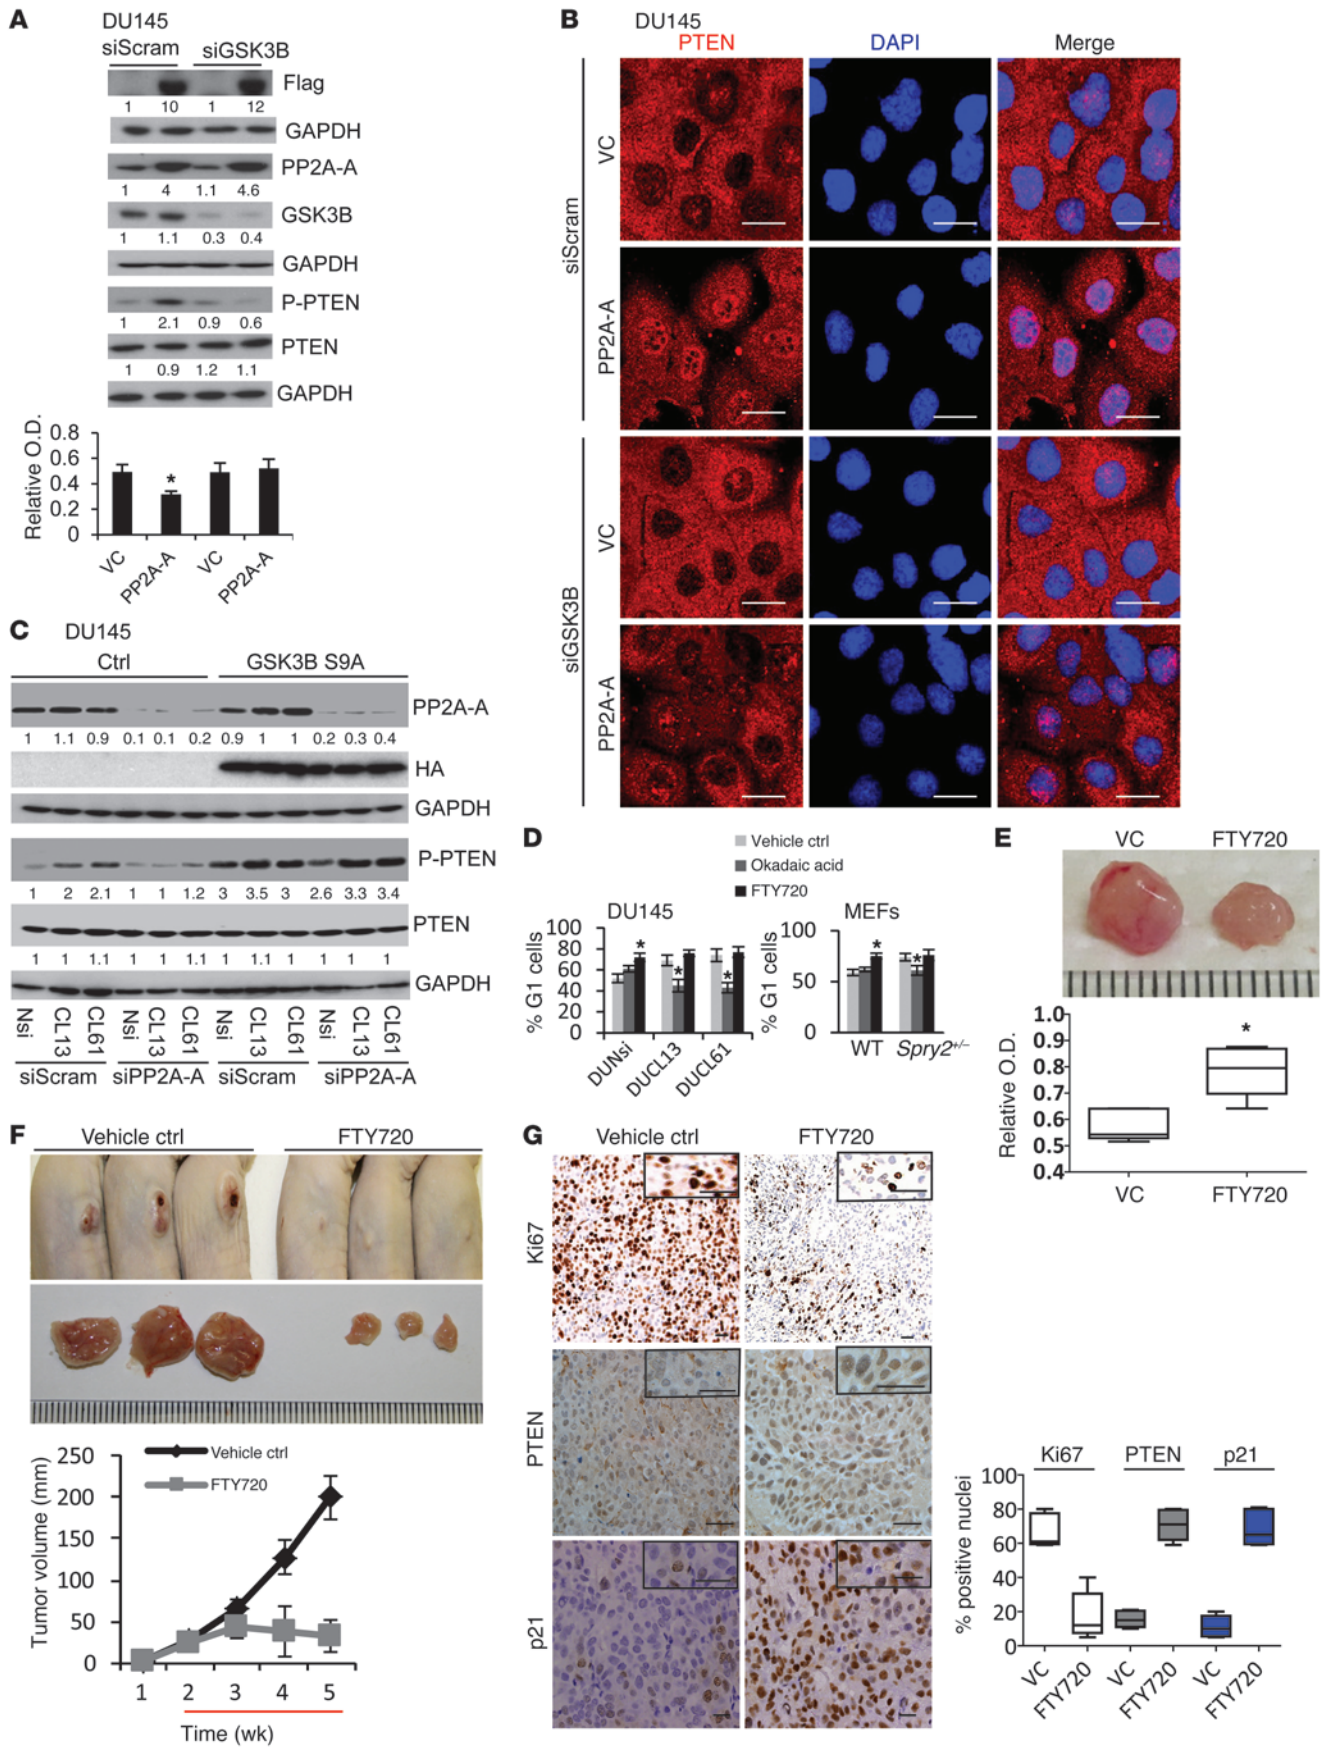 A
DU145
siScram siGSK3B
Flag
1 10 1 12
GAPDH
PP2A-A
1 4 1.1 4.6
GSK3B
1 1.1 0.3 0.4
GAPDH
P-PTEN
1 2.1 0.9 0.6
PTEN
1 0.9 1.2 1.1
GAPDH
Relative O.D.
0.8
0.6
0.4
0.2
0
*
VC PP2A-A VC PP2A-A
B
DU145
PTEN DAPI Merge
siScram
VC
PP2A-A
siGSK3B
VC
PP2A-A
C
DU145
Ctrl GSK3B S9A
PP2A-A
1 1.1 0.9 0.1 0.1 0.2 0.9 1 1 0.2 0.3 0.4
HA
GAPDH
P-PTEN
1 2 2.1 1 1 1.2 3 3.5 3 2.6 3.3 3.4
PTEN
1 1 1.1 1 1 1 1 1.1 1 1 1 1
GAPDH
Nsi CL13 CL61 Nsi CL13 CL61 Nsi CL13 CL61 Nsi CL13 CL61
siScram siPP2A-A siScram siPP2A-A
D
Vehicle ctrl
Okadaic acid
FTY720
DU145
% G1 cells
100
80
60
40
20
0
* * *
DUNsi DUCL13 DUCL61
MEFs
% G1 cells
100
50
0
* *
WT Spry2+/–
E
VC FTY720
Relative O.D.
1.0
0.9
0.8
0.7
0.6
0.5
0.4
*
VC FTY720
F
Vehicle ctrl FTY720
Vehicle ctrl
FTY720
Tumor volume (mm)
250
200
150
100
50
0
1 2 3 4 5
Time (wk)
G
Vehicle ctrl FTY720
Ki67
PTEN
p21
Ki67 PTEN p21
% positive nuclei
100
80
60
40
20
0
VC FTY720 VC FTY720 VC FTY720